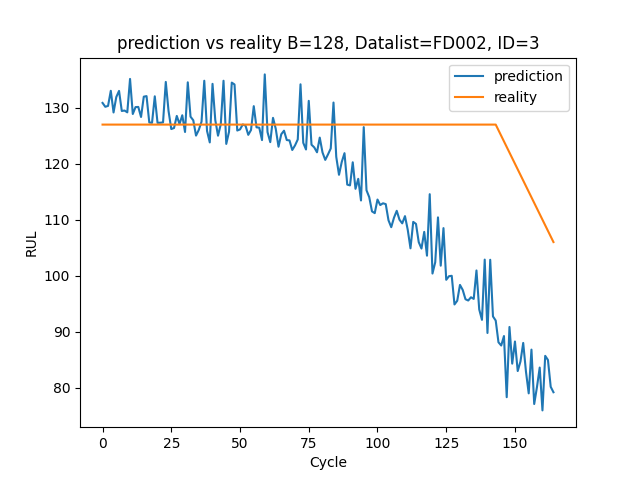 prediction vs reality B=128, Datalist=FD002, ID=3
prediction
reality
RUL
130
120
110
100
90
80
0 25 50 75 100 125 150
Cycle